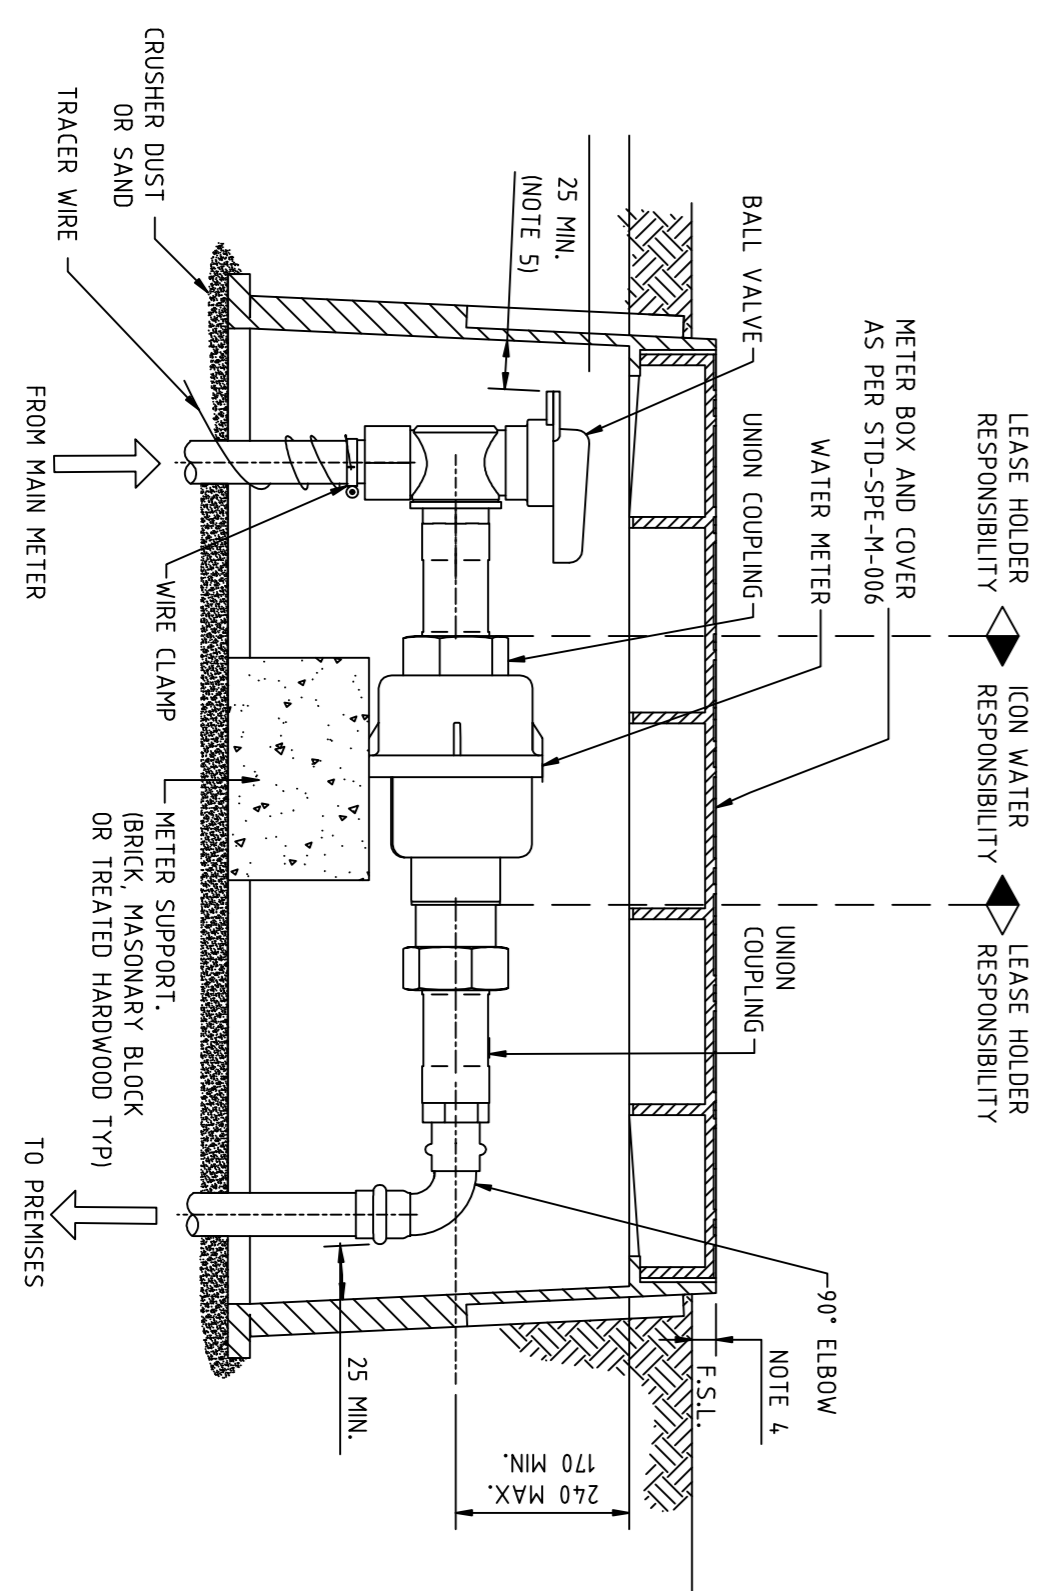 LEASE HOLDER
RESPONSIBILITY
ICON WATER
RESPONSIBILITY
LEASE HOLDER
RESPONSIBILITY
METER BOX AND COVER
AS PER STD-SPE-M-006
WATER METER
UNION COUPLING
BALL VALVE
UNION
COUPLING
90° ELBOW
NOTE 4
F.S.L.
25 MIN.
(NOTE 5)
240 MAX.
170 MIN.
25 MIN.
CRUSHER DUST
OR SAND
TRACER WIRE
WIRE CLAMP
METER SUPPORT.
(BRICK, MASONARY BLOCK
OR TREATED HARDWOOD TYP)
FROM MAIN METER
TO PREMISES